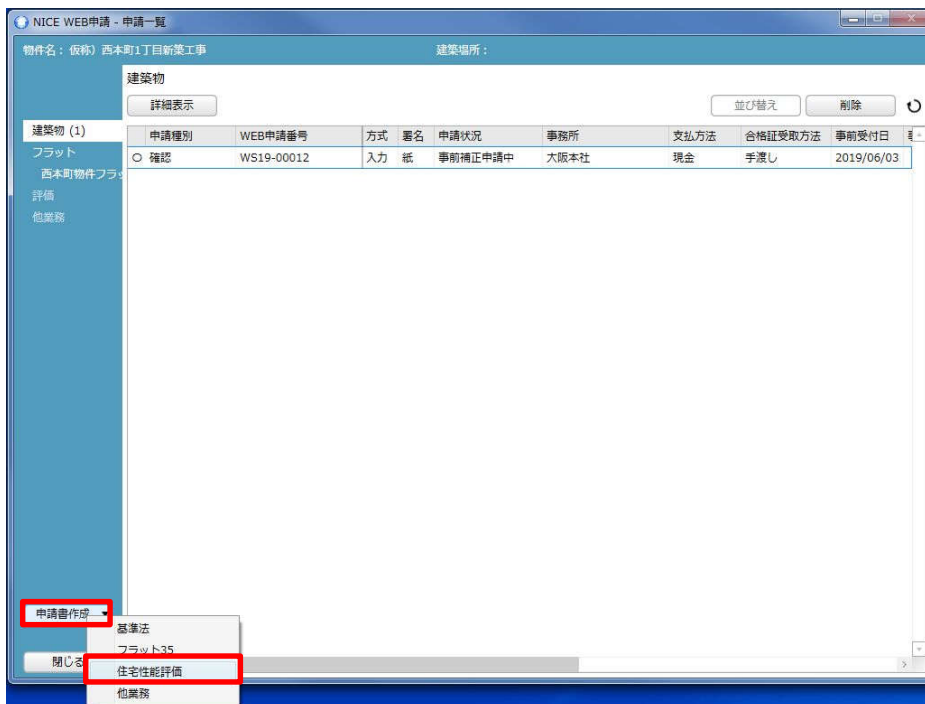 NICE WEB申請 - 申請一覧
物件名：仮称）西本町1丁目新築工事 建築場所：
建築物
詳細表示 並び替え 削除
建築物 (1)
フラット
西本町物件フラッ
評価
他業務
申請種別 WEB申請番号 方式 署名 申請状況 事務所 支払方法 合格証受取方法 事前受付日
確認 WS19-00012 入力 紙 事前補正申請中 大阪本社 現金 手渡し 2019/06/03
申請書作成
基準法
フラット35
閉じる
住宅性能評価
他業務